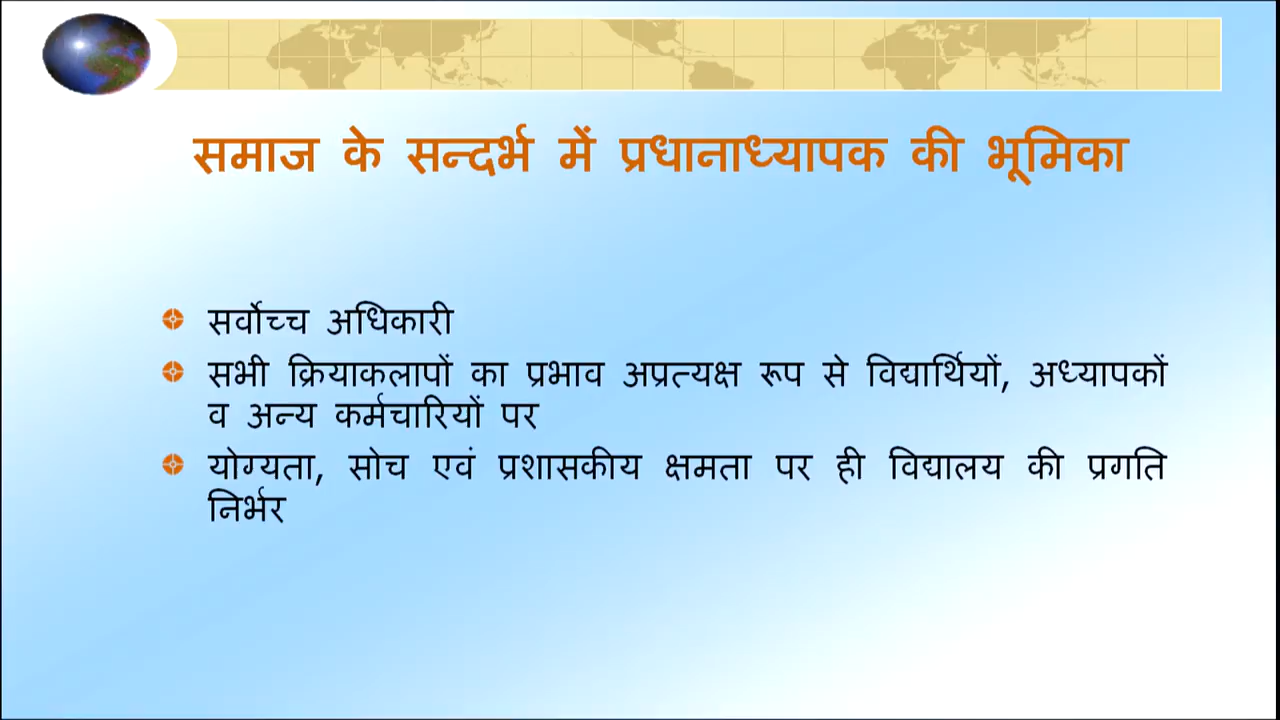 समाज के सन्दर्भ में प्रधानाध्यापक की भूमिका
सर्वोच्च अधिकारी
सभी क्रियाकलापों का प्रभाव अप्रत्यक्ष रूप से विद्यार्थियों, अध्यापकों
व अन्य कर्मचारियों पर
योग्यता, सोच एवं प्रशासकीय क्षमता पर ही विद्यालय की प्रगति
निर्भर